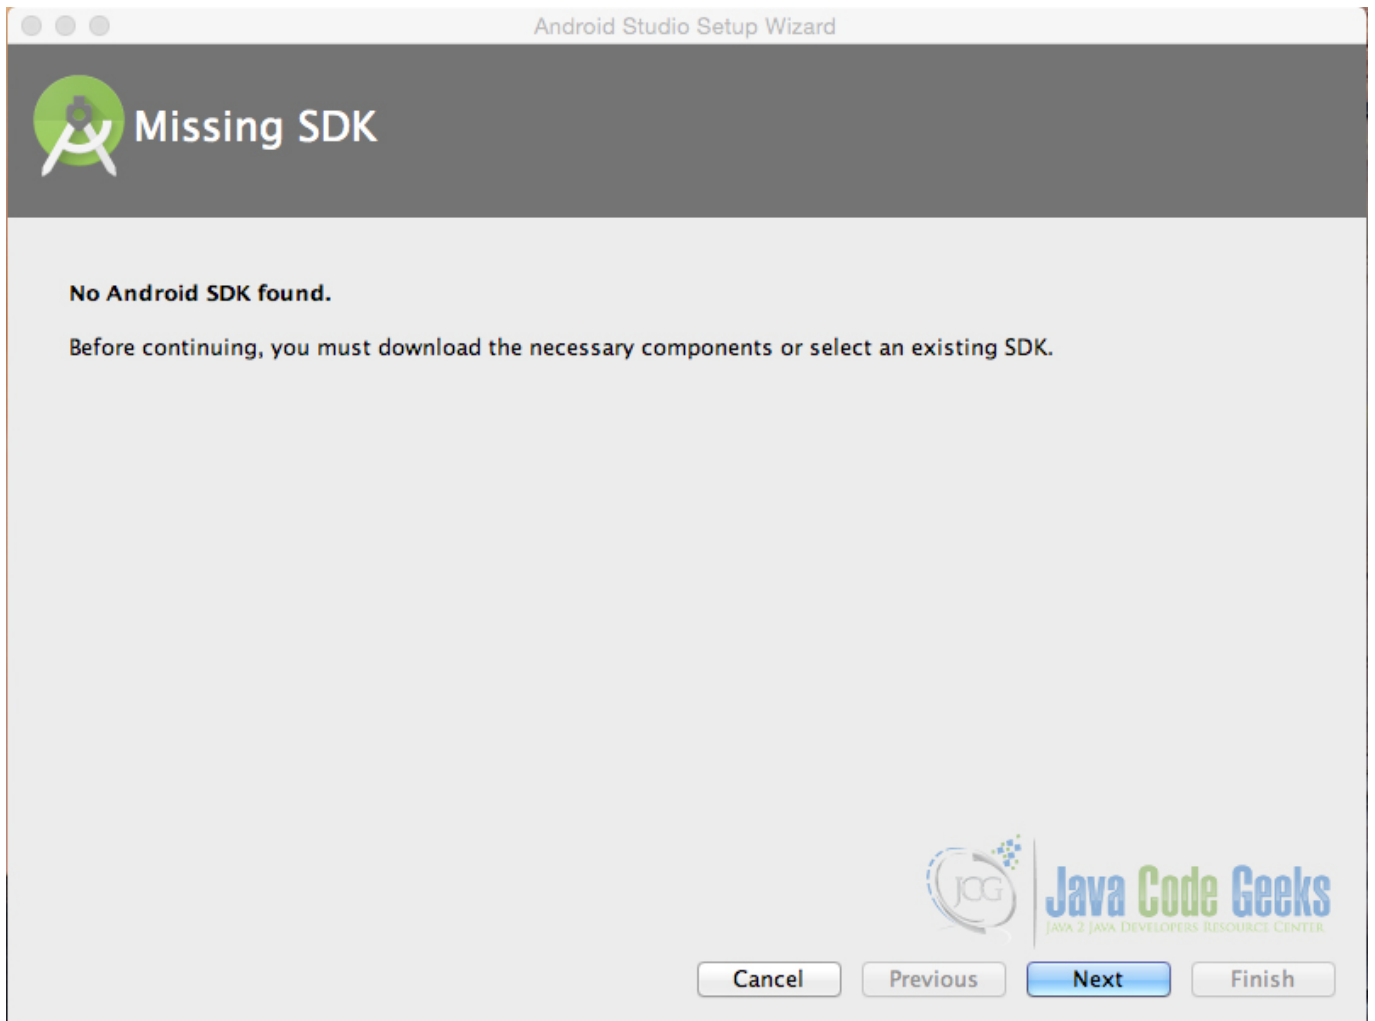 Android Studio Setup Wizard
Missing SDK
No Android SDK found.
Before continuing, you must download the necessary components or select an existing SDK.
JCG
Java Code Geeks
JAVA 2 JAVA DEVELOPERS RESOURCE CENTER
Cancel
Previous
Next
Finish